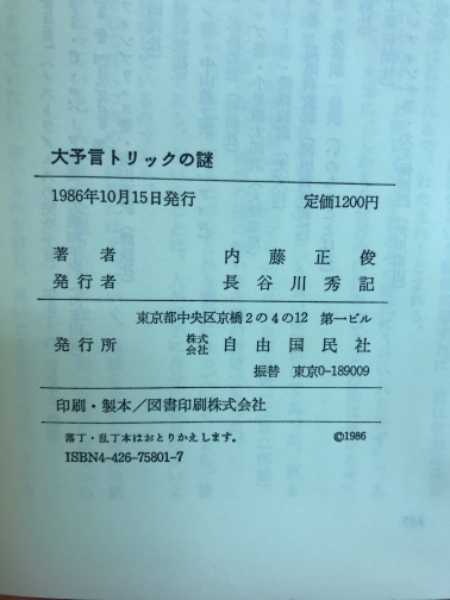 大予言トリックの謎
1986年10月15日発行 定価1200円
著者 内藤正俊
発行者 長谷川秀記
東京都中央区京橋2の4の12 第一ビル
発行所 株式会社 自由国民社
振替 東京0-189009
印刷・製本/図書印刷株式会社
落丁・乱丁本はおとりかえします。 ©1986
ISBN4-426-75801-7